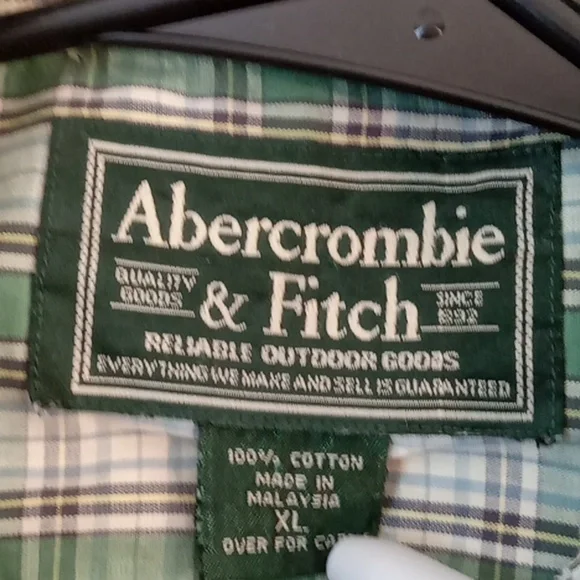 Abercrombie
QUALITY GOODS & Fitch SINCE 1892
RELIABLE OUTDOOR GOODS
EVERYTHING WE MAKE AND SELL IS GUARANTEED
100% COTTON
MADE IN
MALAYSIA
XL.
OVER FOR